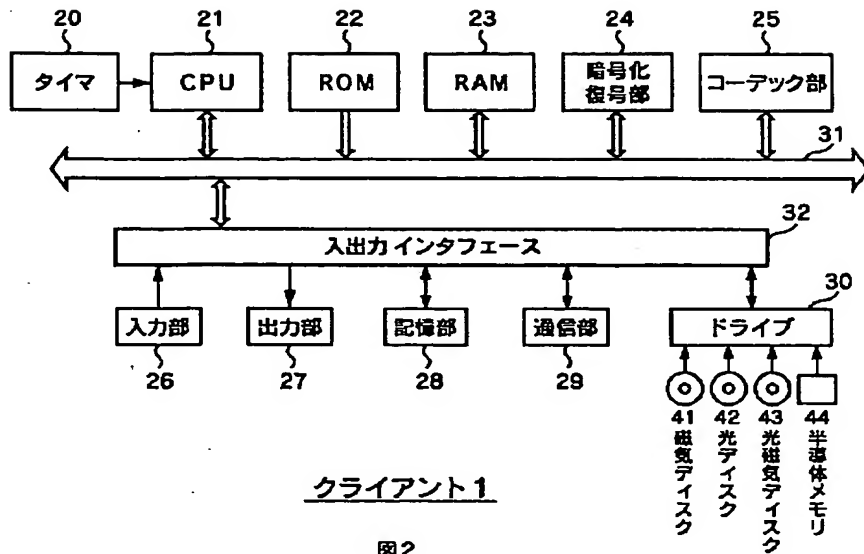 20 21 22 23 24 25
タイマ CPU ROM RAM 暗号化 コーデック部
復号部
31
32
入出力インタフェース
30
入力部 出力部 記憶部 通信部 ドライブ
26 27 28 29
41 42 43 44
磁気ディスク
光ディスク
光磁気ディスク
半導体メモリ
クライアント1
図2